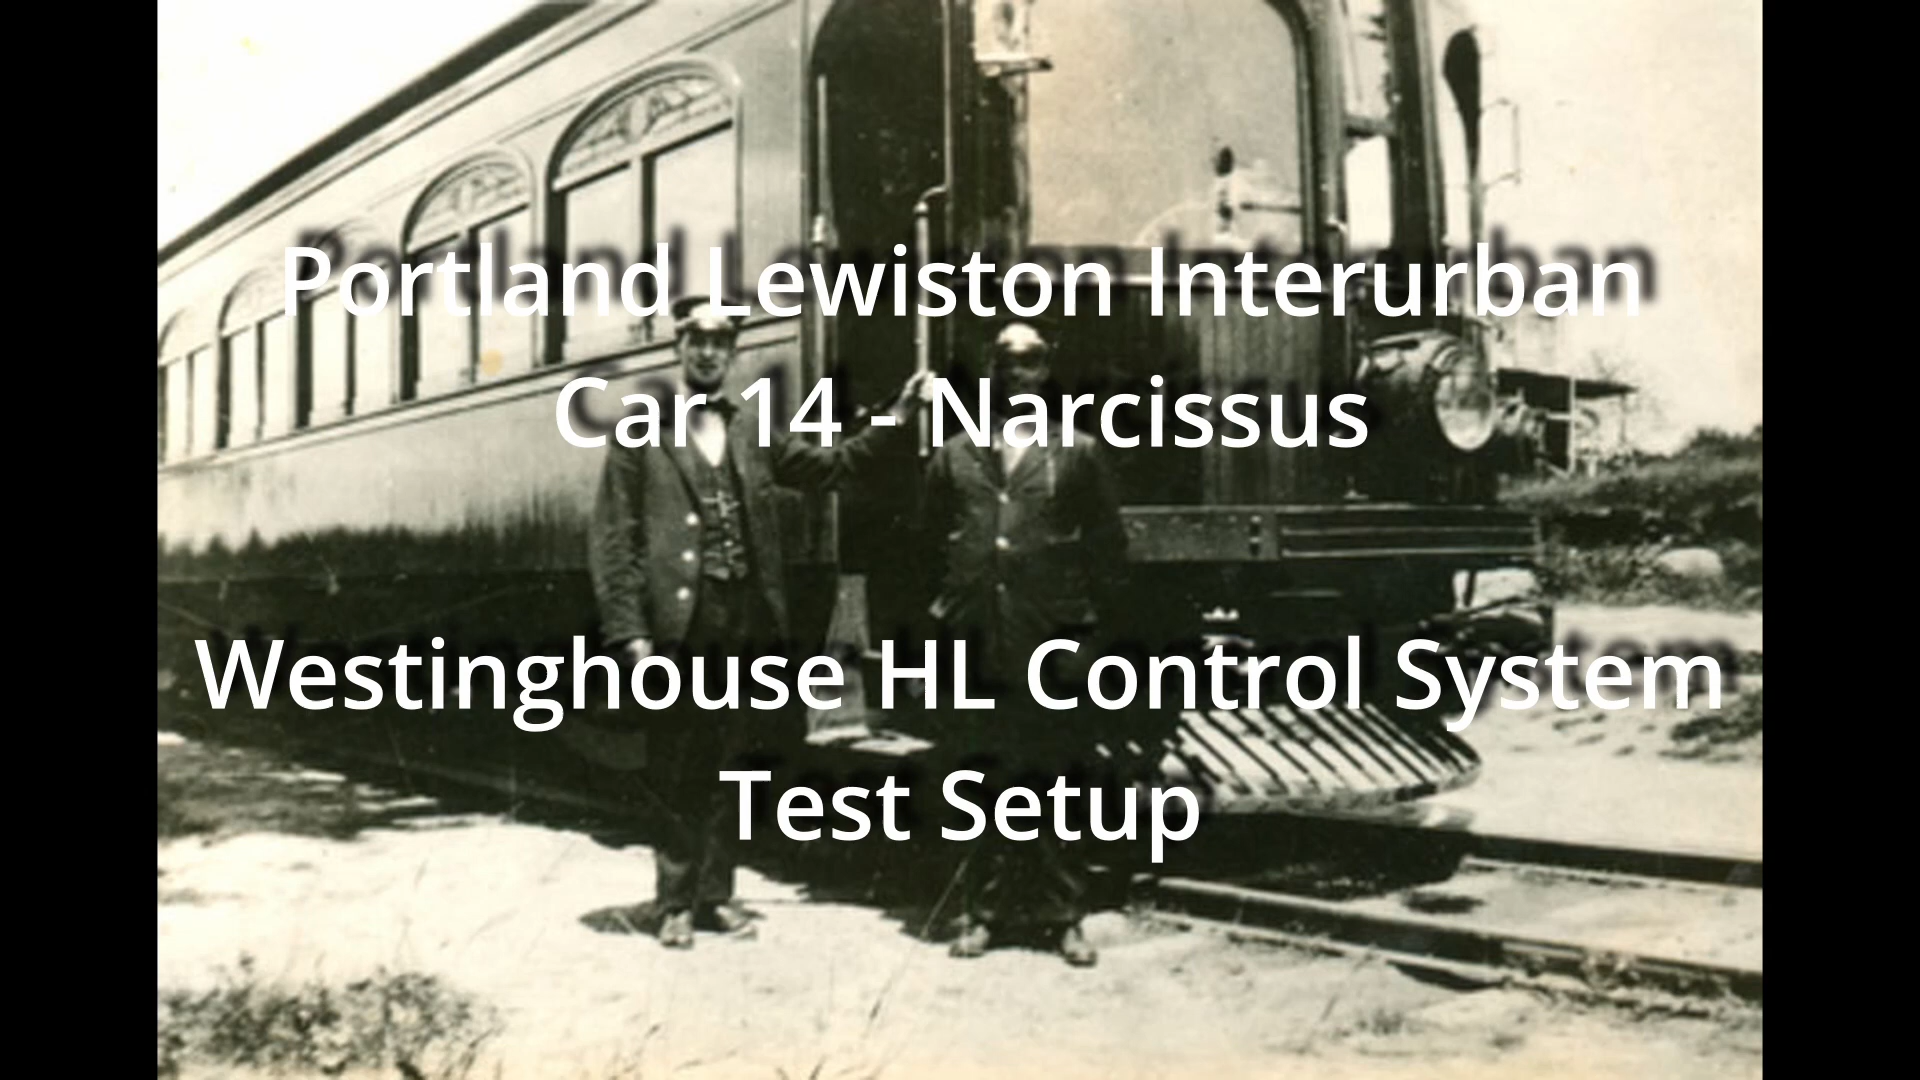 Portland Lewiston Interurban
Car 14 - Narcissus
Westinghouse HL Control System
Test Setup